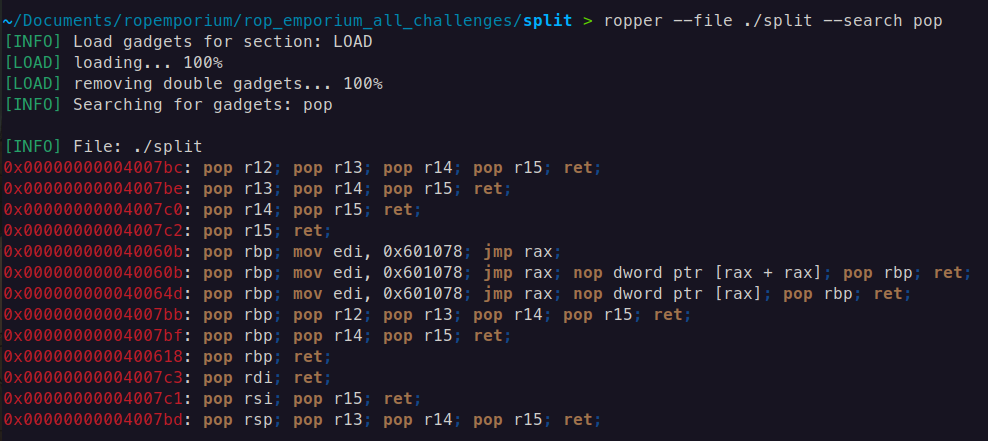 ~/Documents/ropemporium/rop_emporium_all_challenges/split > ropper --file ./split --search pop
[INFO] Load gadgets for section: LOAD
[LOAD] loading... 100%
[LOAD] removing double gadgets... 100%
[INFO] Searching for gadgets: pop

[INFO] File: ./split
0x00000000004007bc: pop r12; pop r13; pop r14; pop r15; ret;
0x00000000004007be: pop r13; pop r14; pop r15; ret;
0x00000000004007c0: pop r14; pop r15; ret;
0x00000000004007c2: pop r15; ret;
0x000000000040060b: pop rbp; mov edi, 0x601078; jmp rax;
0x000000000040060b: pop rbp; mov edi, 0x601078; jmp rax; nop dword ptr [rax + rax]; pop rbp; ret;
0x000000000040064d: pop rbp; mov edi, 0x601078; jmp rax; nop dword ptr [rax]; pop rbp; ret;
0x00000000004007bb: pop rbp; pop r12; pop r13; pop r14; pop r15; ret;
0x00000000004007bf: pop rbp; pop r14; pop r15; ret;
0x0000000000400618: pop rbp; ret;
0x00000000004007c3: pop rdi; ret;
0x00000000004007c1: pop rsi; pop r15; ret;
0x00000000004007bd: pop rsp; pop r13; pop r14; pop r15; ret;